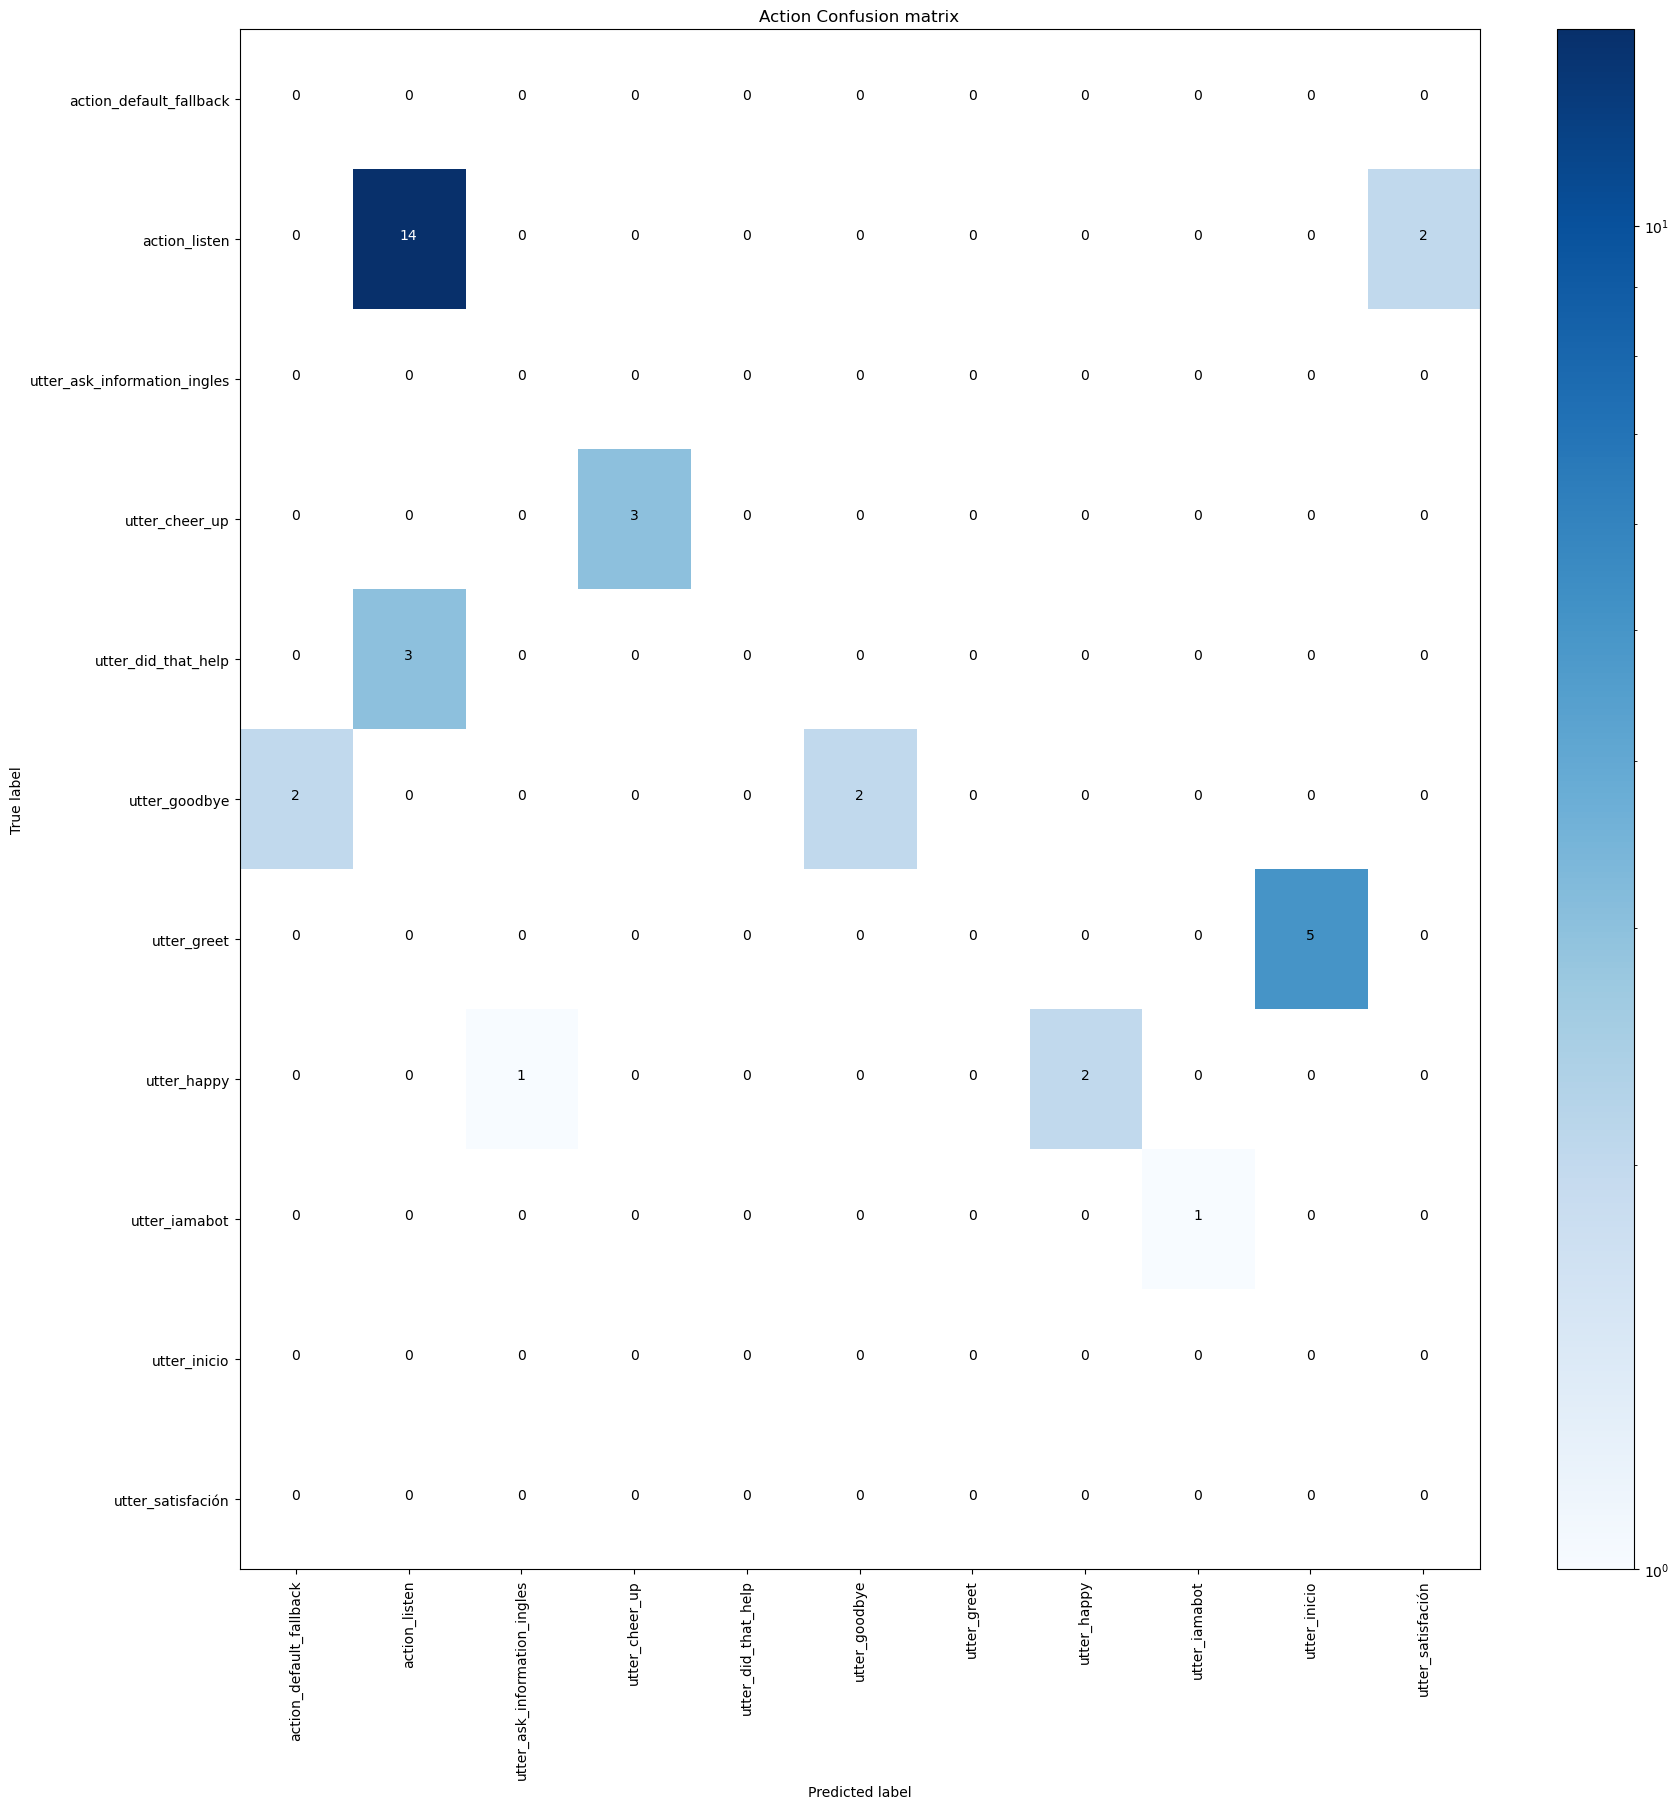 Action Confusion matrix
action_default_fallback 0 0 0 0 0 0 0 0 0 0 0
action_listen 0 14 0 0 0 0 0 0 0 0 2
10¹
utter_ask_information_ingles 0 0 0 0 0 0 0 0 0 0 0
utter_cheer_up 0 0 0 3 0 0 0 0 0 0 0
utter_did_that_help 0 3 0 0 0 0 0 0 0 0 0
True label
utter_goodbye 2 0 0 0 0 2 0 0 0 0 0
utter_greet 0 0 0 0 0 0 0 0 0 5 0
utter_happy 0 0 1 0 0 0 0 2 0 0 0
utter_iamabot 0 0 0 0 0 0 0 0 1 0 0
utter_inicio 0 0 0 0 0 0 0 0 0 0 0
utter_satisfación 0 0 0 0 0 0 0 0 0 0 0
10⁰
action_default_fallback
action_listen
utter_ask_information_ingles
utter_cheer_up
utter_did_that_help
utter_goodbye
utter_greet
utter_happy
utter_iamabot
utter_inicio
utter_satisfación
Predicted label